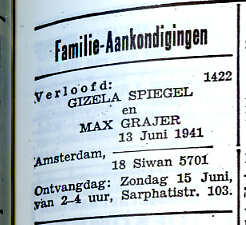 Familie-Aankondigingen
Verloofd: 1422
GIZELA SPIEGEL
en
MAX GRAJER
13 Juni 1941
Amsterdam,
18 Siwan 5701
Ontvangdag: Zondag 15 Juni,
van 2-4 uur, Sarphatistr. 103.